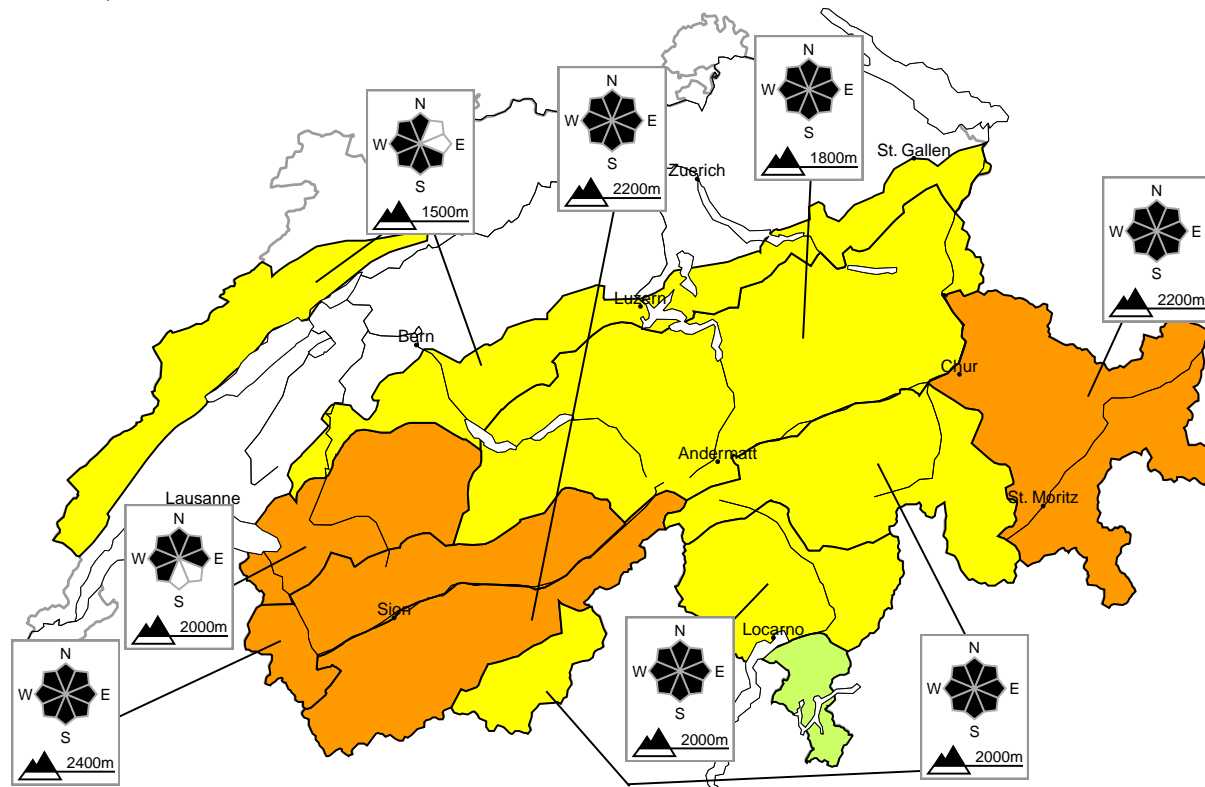 N
W E
S
1500m
N
W E
S
2200m
N
W E
S
1800m
N
W E
S
2200m
St. Gallen
Zuerich
Luzern
Bern
Chur
Andermatt
St. Moritz
Lausanne
N
W E
S
2000m
Sion
Locarno
N
W E
S
2400m
N
W E
S
2000m
N
W E
S
2000m